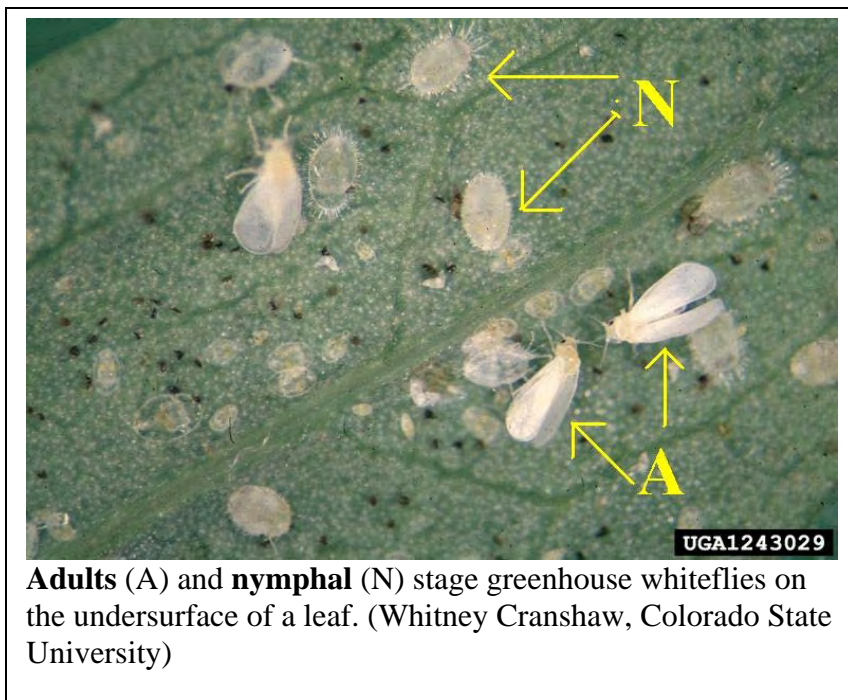 N
A
UGA1243029
Adults (A) and nymphal (N) stage greenhouse whiteflies on
the undersurface of a leaf. (Whitney Cranshaw, Colorado State
University)